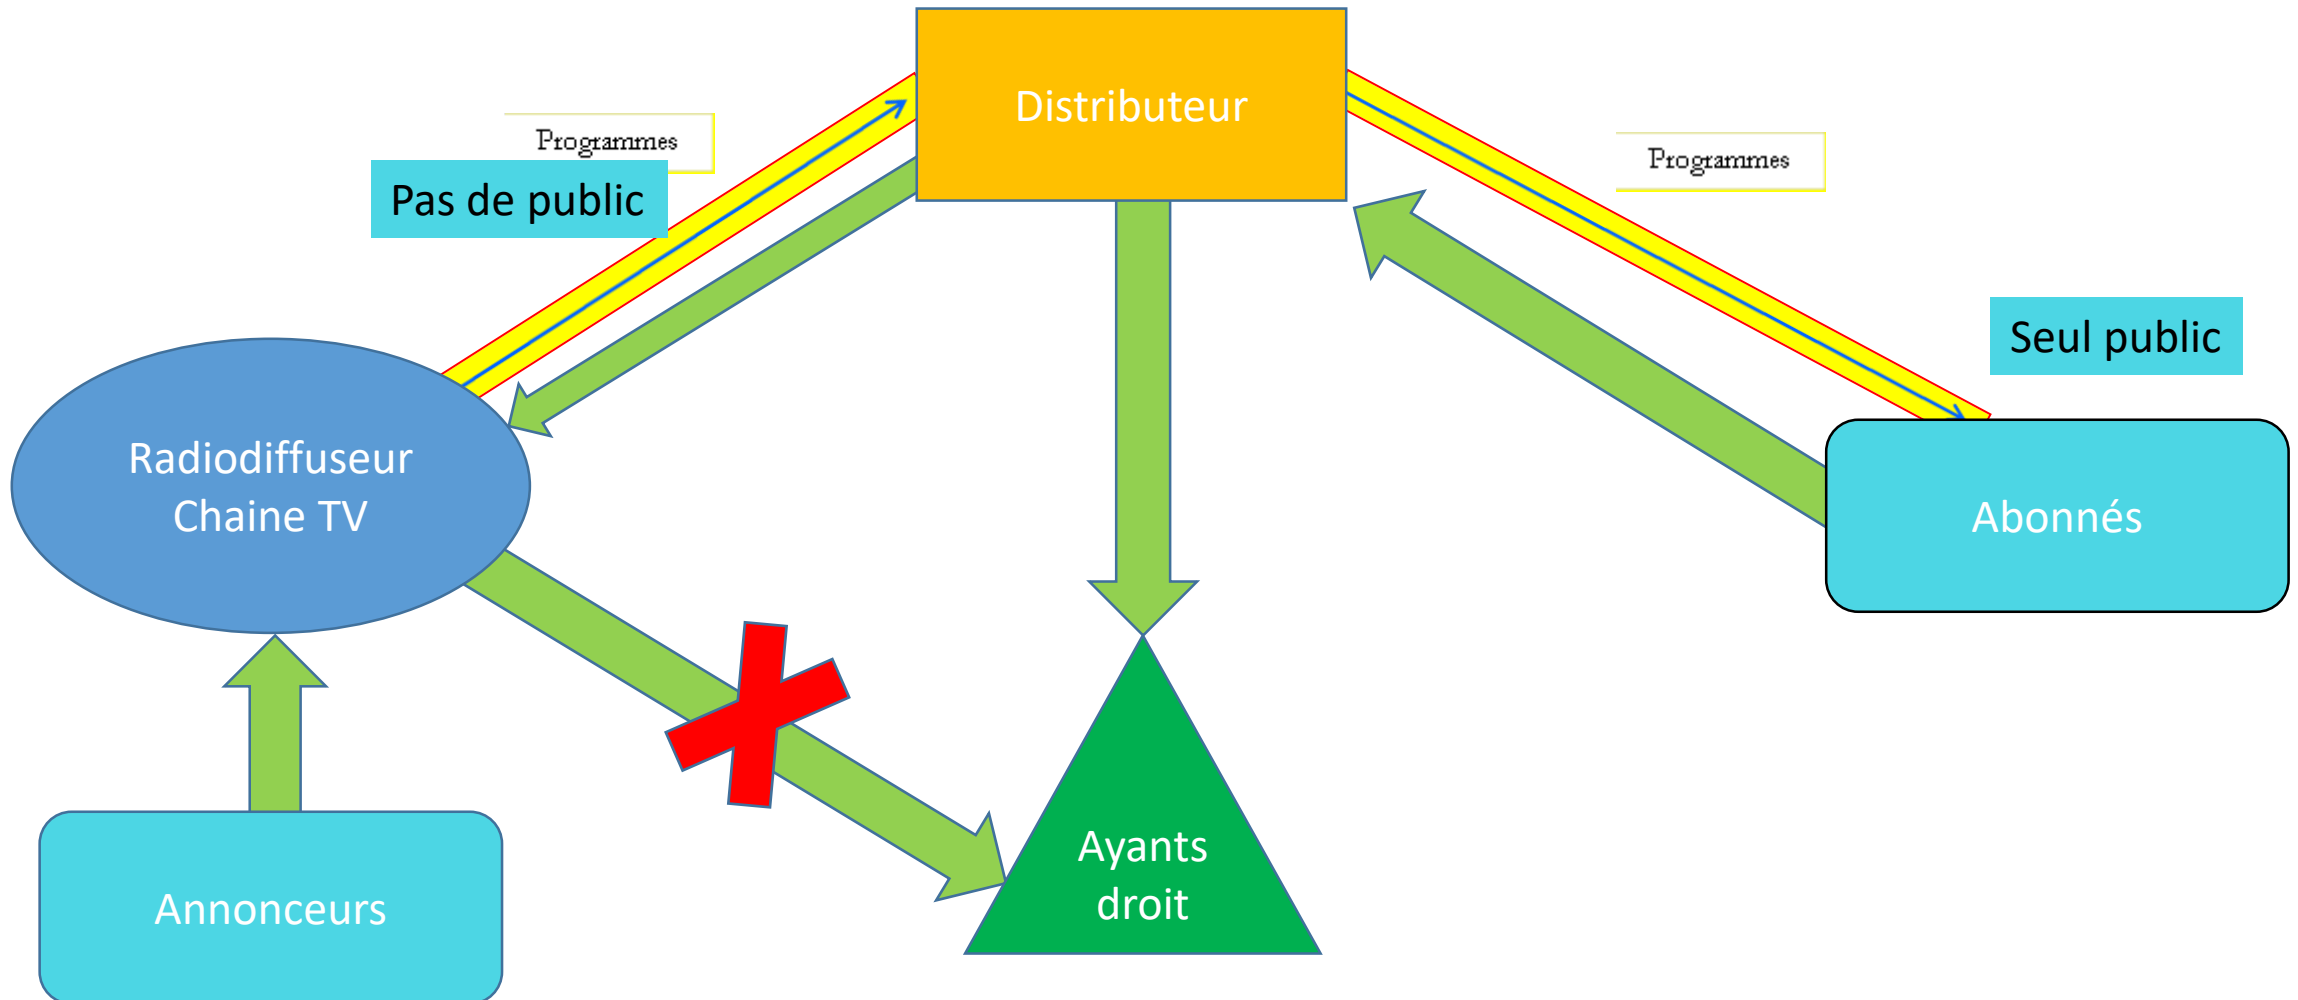 Distributeur
Programmes
Pas de public
Programmes
Seul public
Radiodiffuseur
Chaine TV
Abonnés
Annonceurs
Ayants
droit